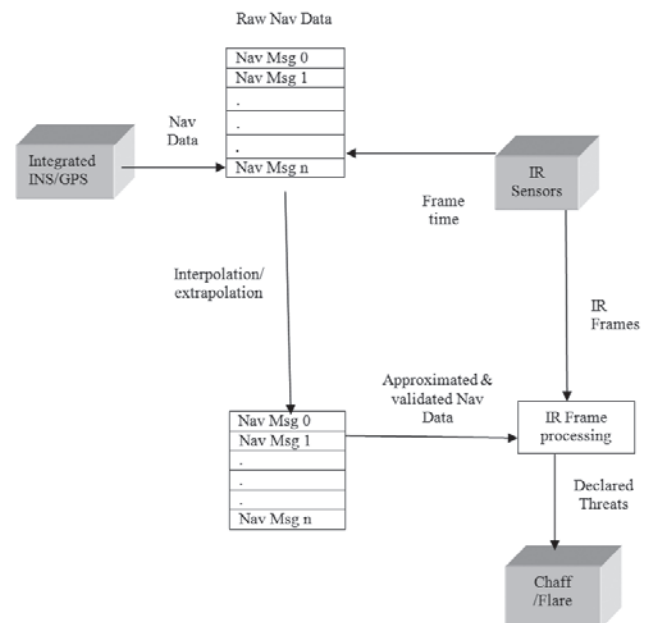 Raw Nav Data
Nav Msg 0
Nav Msg 1
.
.
.
Nav Msg n
Nav
Data
Integrated
INS/GPS
IR
Sensors
Frame
time
Interpolation/
extrapolation
IR
Frames
Approximated &
validated Nav
Data
Nav Msg 0
Nav Msg 1
.
.
.
Nav Msg n
IR Frame
processing
Declared
Threats
Chaff
/Flare